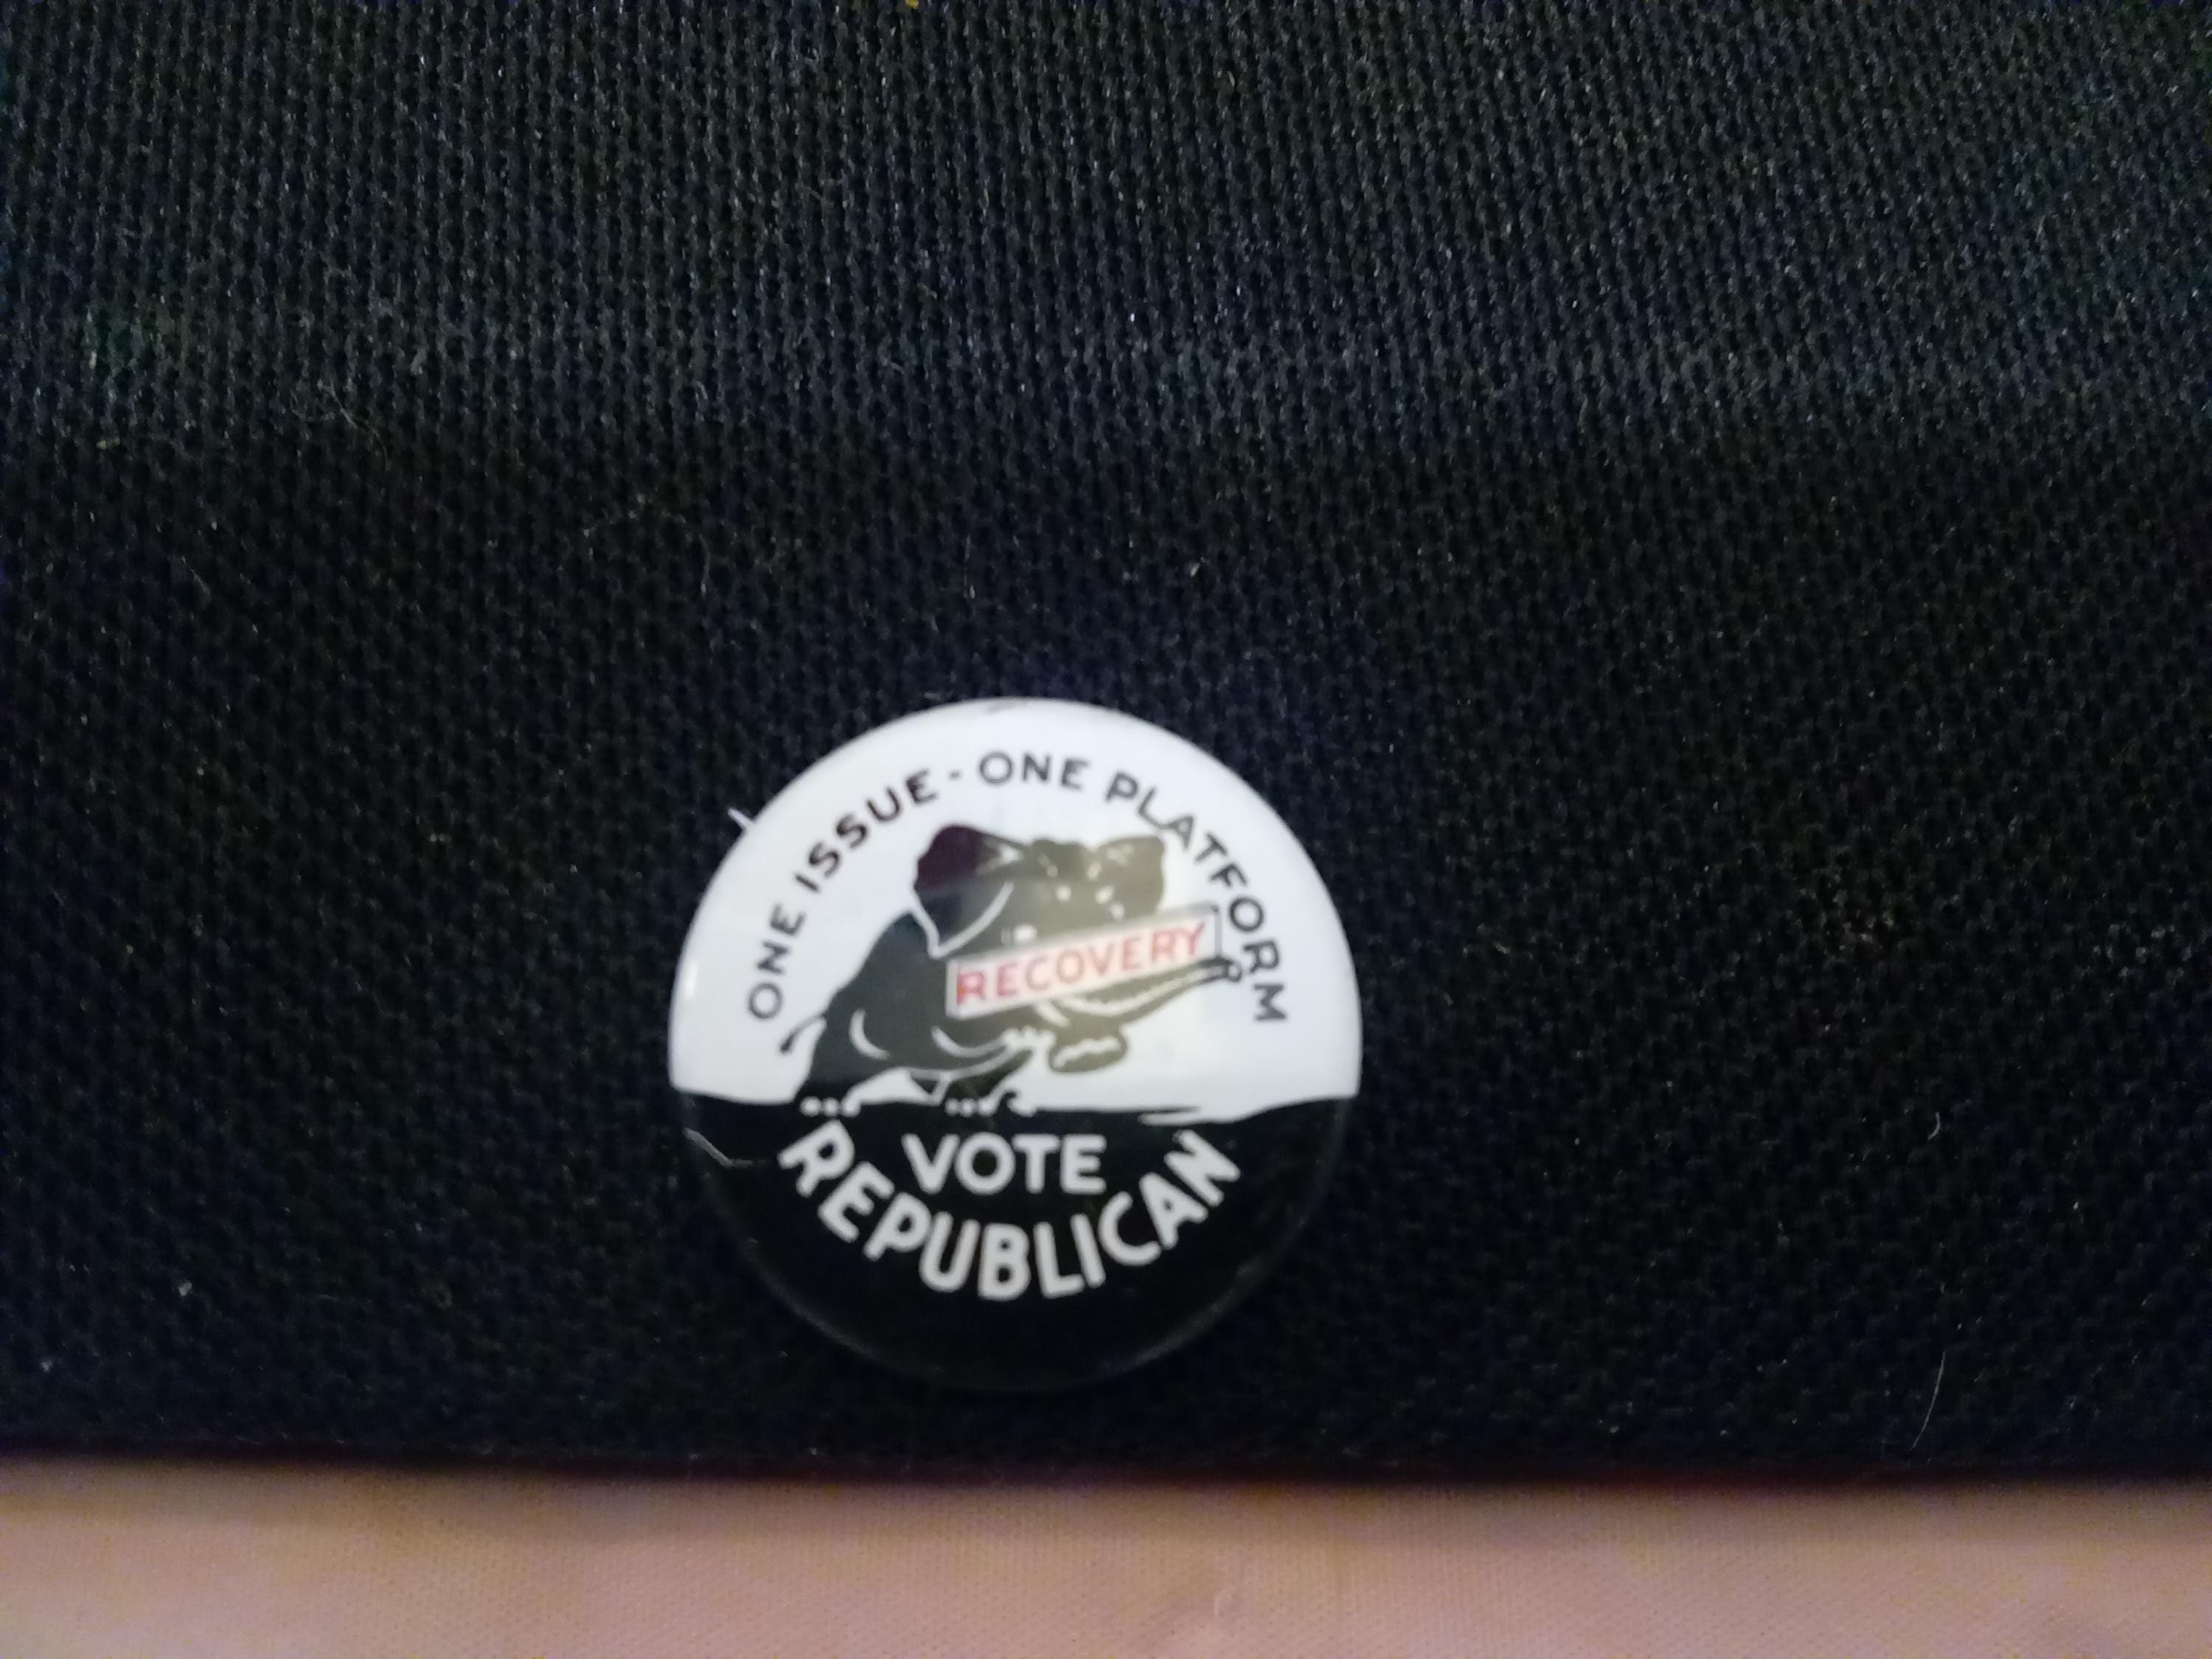 ONE ISSUE - ONE PLATFORM
RECOVERY
VOTE
REPUBLICAN